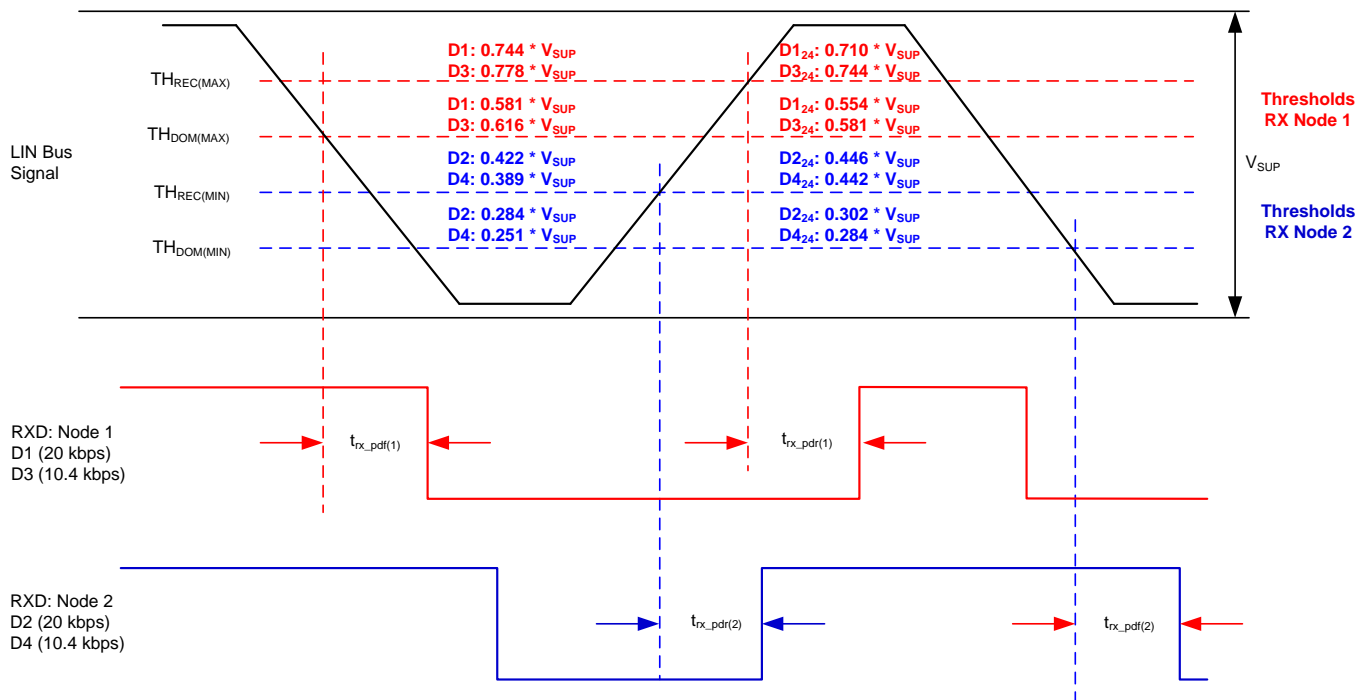 D1: 0.744 * VSUP
D3: 0.778 * VSUP
D124: 0.710 * VSUP
D324: 0.744 * VSUP
THREC(MAX)
D1: 0.581 * VSUP
D3: 0.616 * VSUP
D124: 0.554 * VSUP
D324: 0.581 * VSUP
Thresholds
RX Node 1
THDOM(MAX)
LIN Bus
Signal
D2: 0.422 * VSUP
D4: 0.389 * VSUP
D224: 0.446 * VSUP
D424: 0.442 * VSUP
VSUP
THREC(MIN)
D2: 0.284 * VSUP
D4: 0.251 * VSUP
D224: 0.302 * VSUP
D424: 0.284 * VSUP
Thresholds
RX Node 2
THDOM(MIN)
RXD: Node 1
D1 (20 kbps)
D3 (10.4 kbps)
trx_pdf(1)
trx_pdr(1)
RXD: Node 2
D2 (20 kbps)
D4 (10.4 kbps)
trx_pdr(2)
trx_pdf(2)